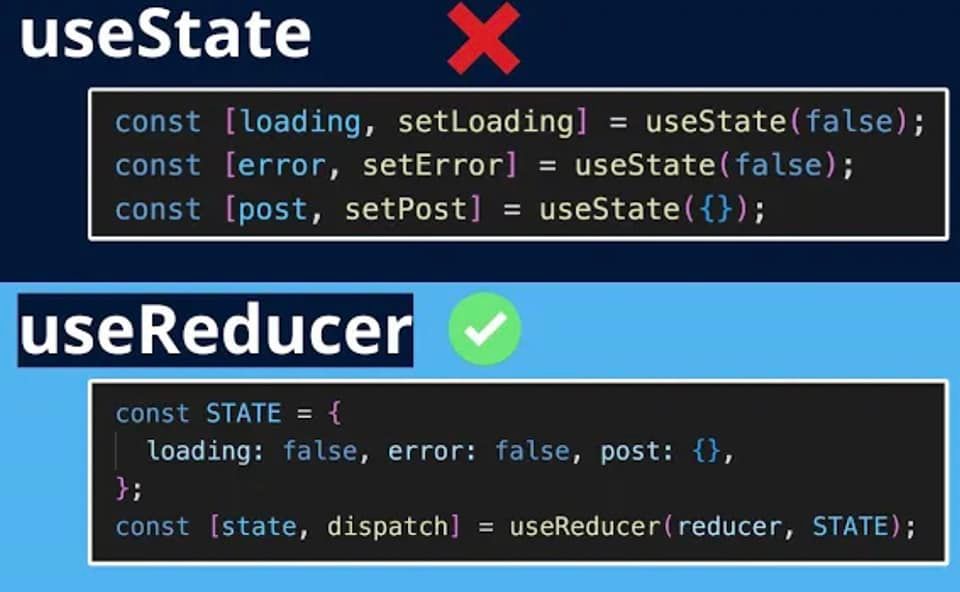 useState
const [loading, setLoading] = useState(false);
const [error, setError] = useState(false);
const [post, setPost] = useState({});
useReducer
const STATE = {
  loading: false, error: false, post: {},
};
const [state, dispatch] = useReducer(reducer, STATE);